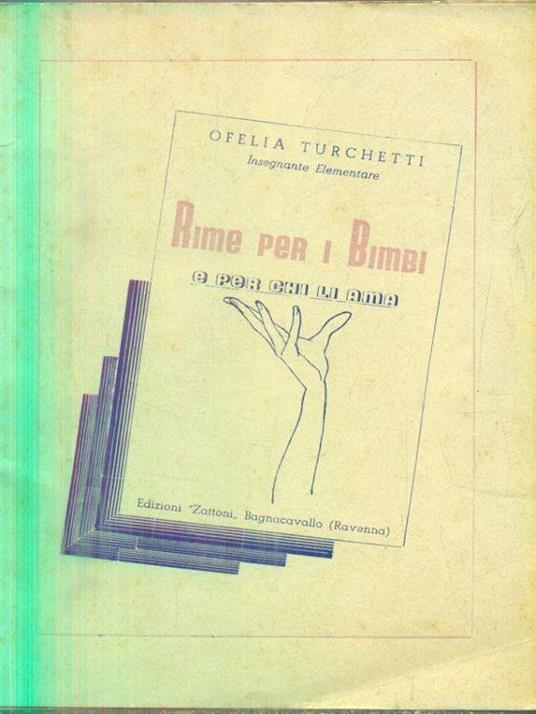 OFELIA TURCHETTI
Insegnante Elementare
RIME PER I BIMBI
e PER CHI LI AMA
Edizioni "Zattoni„ Bagnacavallo (Ravenna)